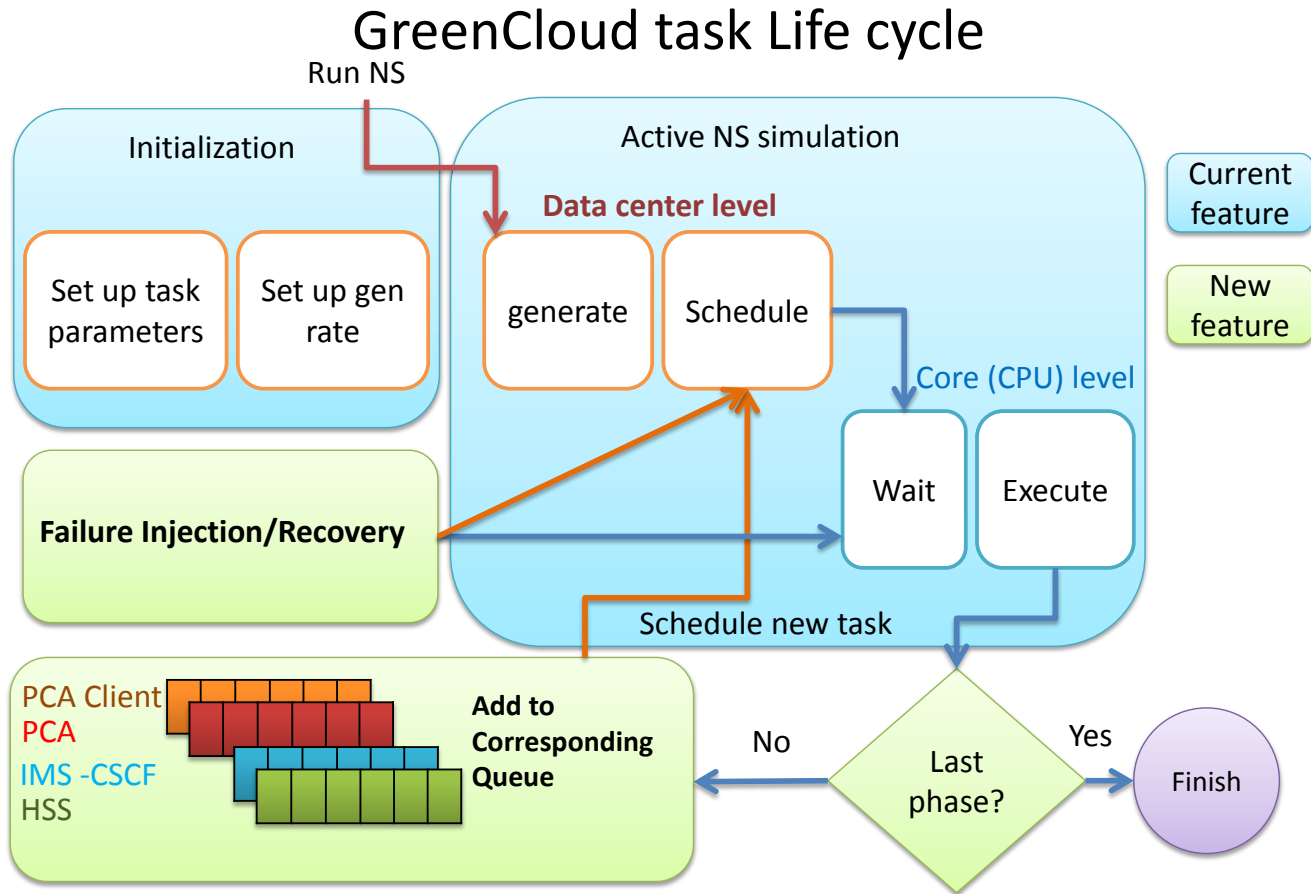 GreenCloud task Life cycle
Run NS
Initialization
Active NS simulation
Current
feature
Data center level
Set up task
parameters
Set up gen
rate
generate
Schedule
New
feature
Core (CPU) level
Wait
Execute
Failure Injection/Recovery
Schedule new task
PCA Client
PCA
IMS -CSCF
HSS
Add to
Corresponding
Queue
No
Yes
Last
phase?
Finish